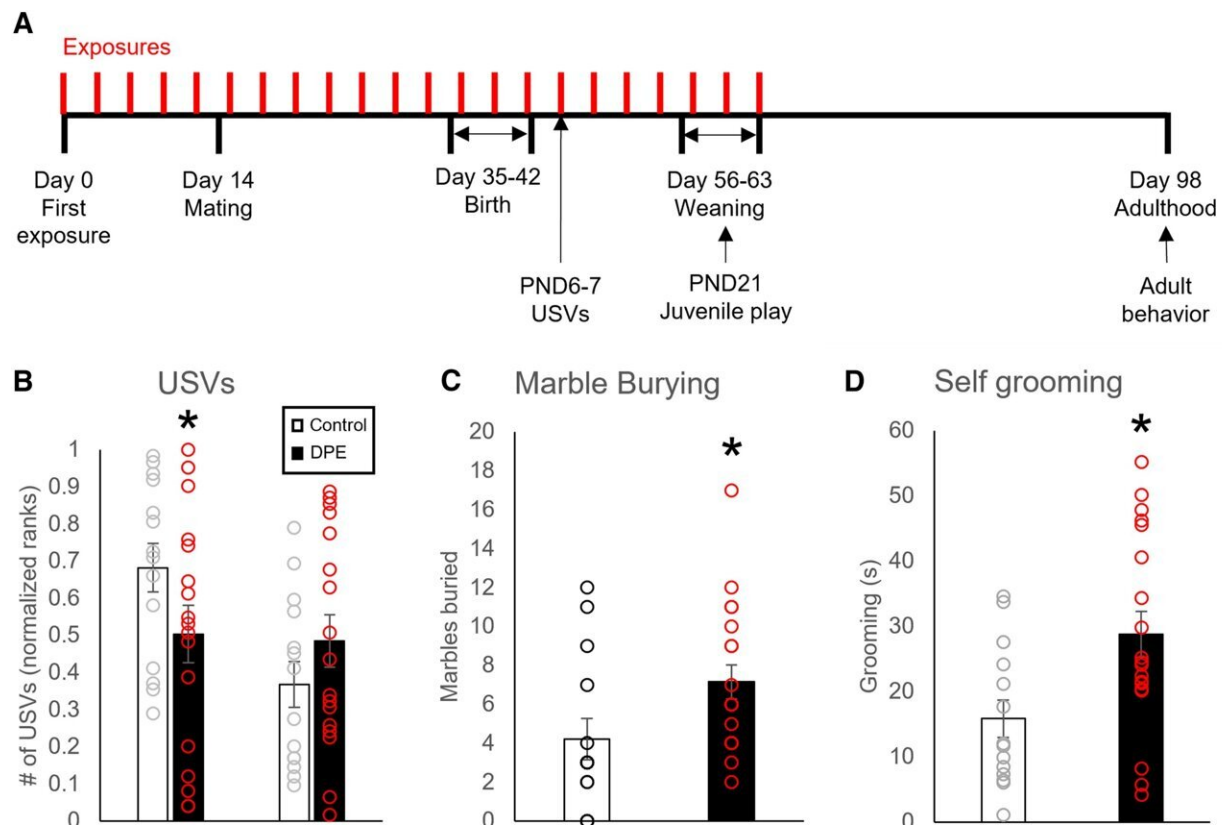 A
Exposures
Day 0
First
exposure
Day 14
Mating
Day 35-42
Birth
Day 56-63
Weaning
Day 98
Adulthood
PND6-7
USVs
PND21
Juvenile play
Adult
behavior
B
USVs
*
Control
DPE
# of USVs (normalized ranks)
1
0.9
0.8
0.7
0.6
0.5
0.4
0.3
0.2
0.1
0
C
Marble Burying
*
Marbles buried
20
18
16
14
12
10
8
6
4
2
0
D
Self grooming
*
Grooming (s)
60
50
40
30
20
10
0